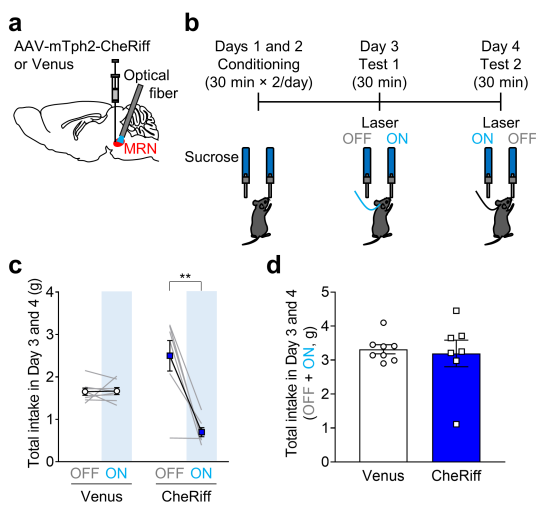 a
AAV-mTph2-CheRiff
or Venus
Optical
fiber
MRN
b
Days 1 and 2
Conditioning
(30 min × 2/day)
Day 3
Test 1
(30 min)
Day 4
Test 2
(30 min)
Laser
OFF ON
Laser
ON OFF
Sucrose
c
Total intake in Day 3 and 4 (g)
4
3
2
1
0
**
OFF ON OFF ON
Venus CheRiff
d
Total intake in Day 3 and 4
(OFF + ON, g)
5
4
3
2
1
0
Venus CheRiff